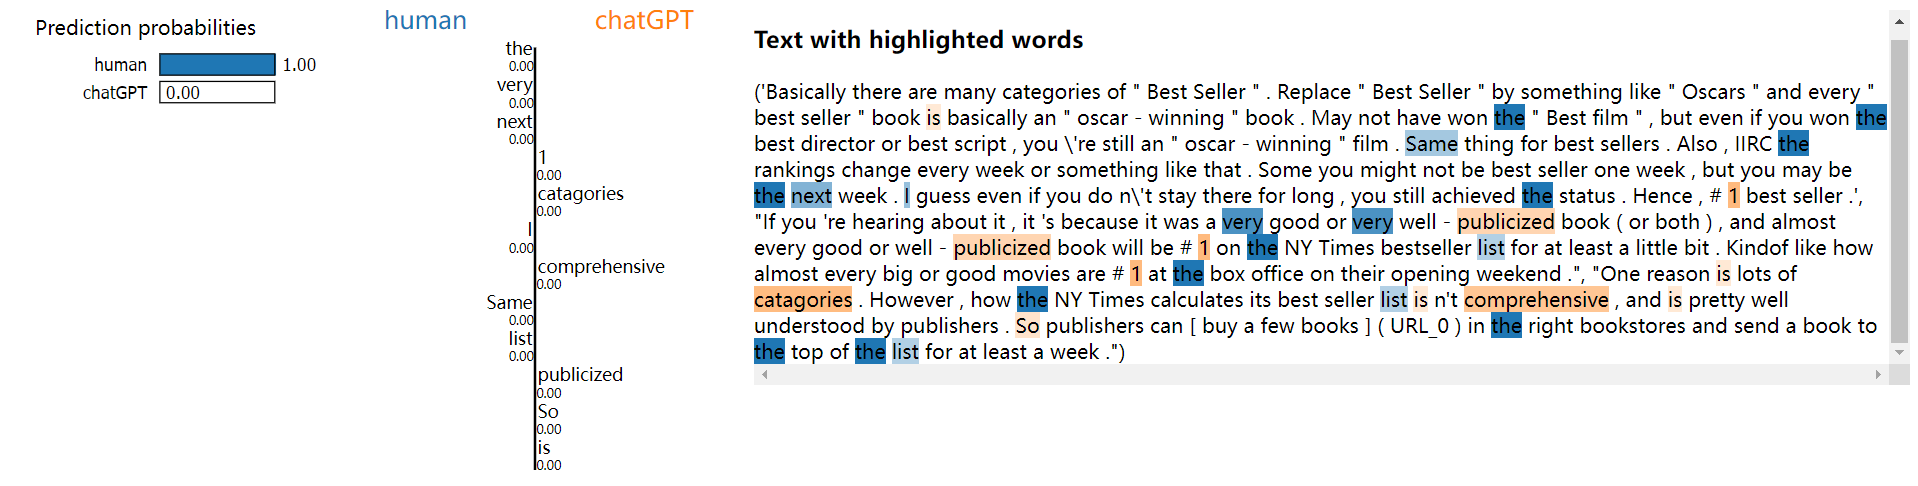 Prediction probabilities
human 1.00
chatGPT 0.00
human chatGPT
the
0.00
very
0.00
next
0.00
1
0.00
catagories
0.00
I
0.00
comprehensive
0.00
Same
0.00
list
0.00
publicized
0.00
So
0.00
is
0.00
Text with highlighted words
('Basically there are many categories of " Best Seller " . Replace " Best Seller " by something like " Oscars " and every "
best seller " book is basically an " oscar - winning " book . May not have won the " Best film " , but even if you won the
best director or best script , you \'re still an " oscar - winning " film . Same thing for best sellers . Also , IIRC the
rankings change every week or something like that . Some you might not be best seller one week , but you may be
the next week . I guess even if you do n\'t stay there for long , you still achieved the status . Hence , # 1 best seller .',
"If you 're hearing about it , it 's because it was a very good or very well - publicized book ( or both ) , and almost
every good or well - publicized book will be # 1 on the NY Times bestseller list for at least a little bit . Kindof like how
almost every big or good movies are # 1 at the box office on their opening weekend .", "One reason is lots of
catagories . However , how the NY Times calculates its best seller list is n't comprehensive , and is pretty well
understood by publishers . So publishers can [ buy a few books ] ( URL_0 ) in the right bookstores and send a book to
the top of the list for at least a week .")